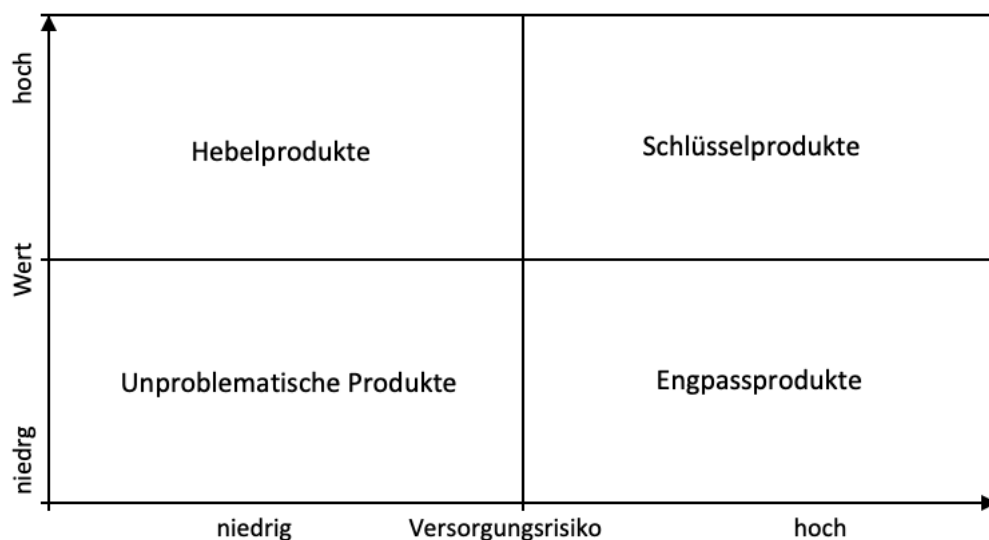 hoch
Hebelprodukte
Schlüsselprodukte
Wert
Unproblematische Produkte
Engpassprodukte
niedrg
niedrig
Versorgungsrisiko
hoch